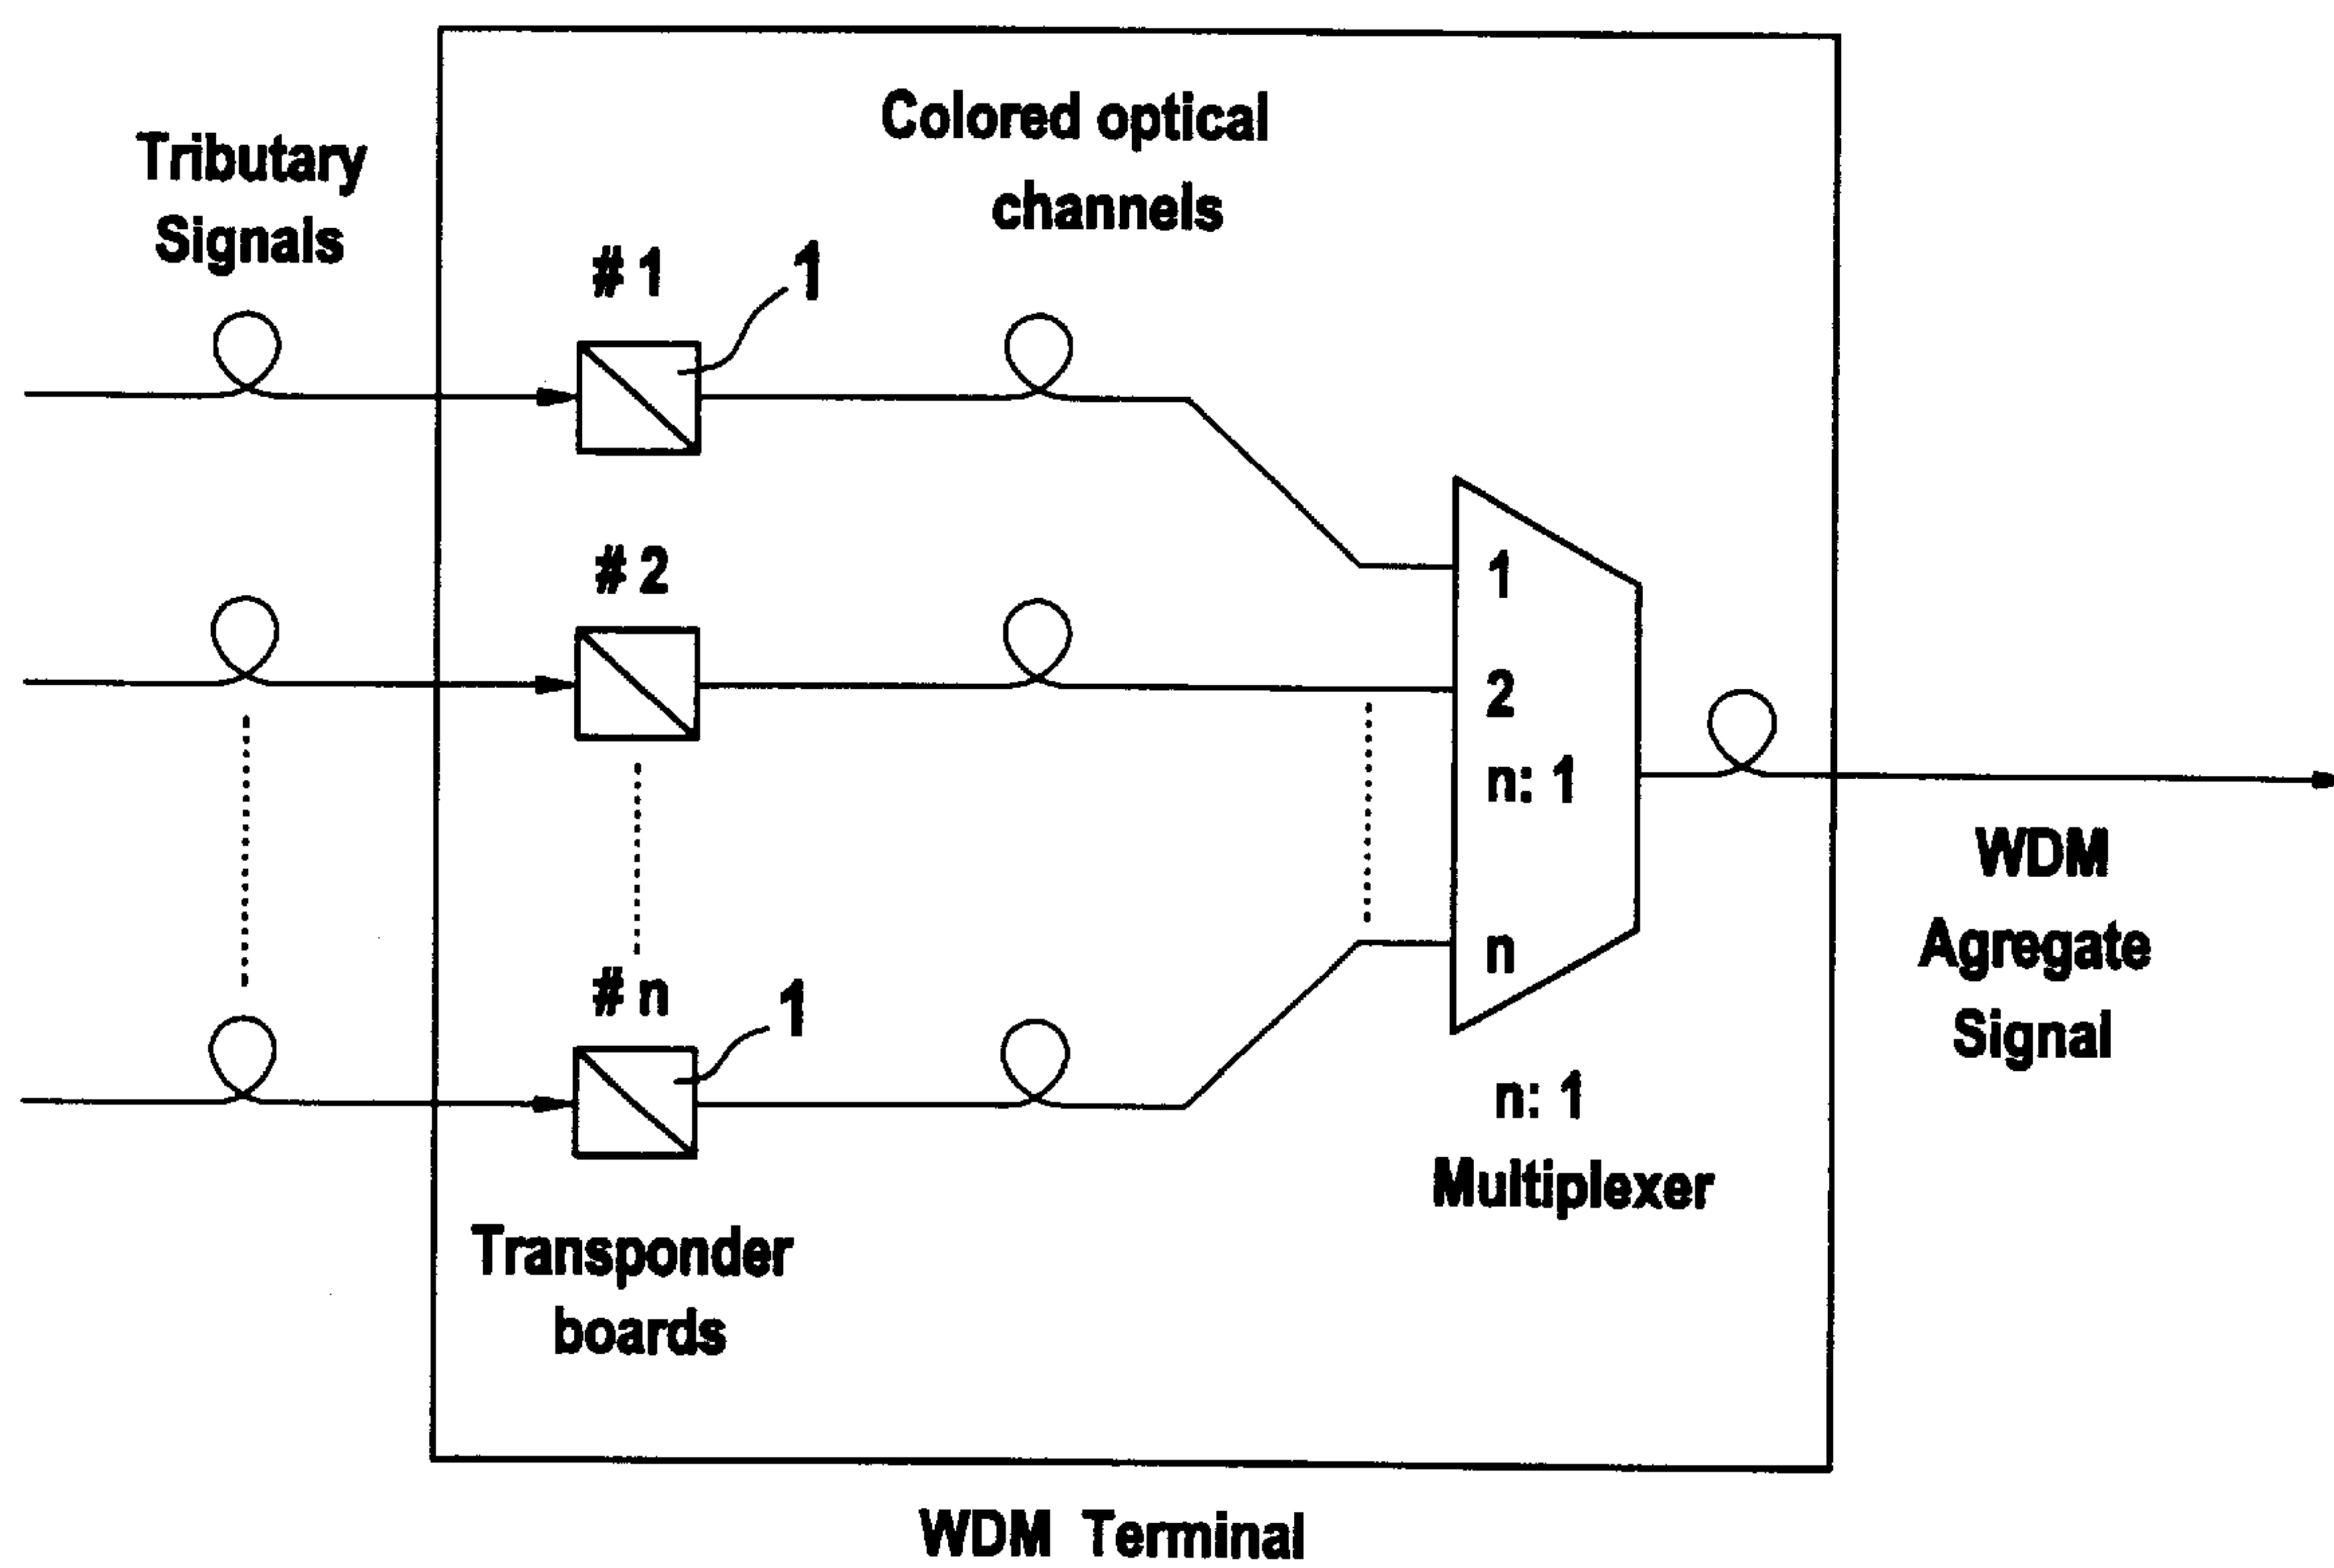 Tributary
Signals
Colored optical
channels
# 1
1
# 2
# n
1
1
2
n: 1
n
n: 1
Multiplexer
Transponder
boards
WDM
Agregate
Signal
WDM Terminal